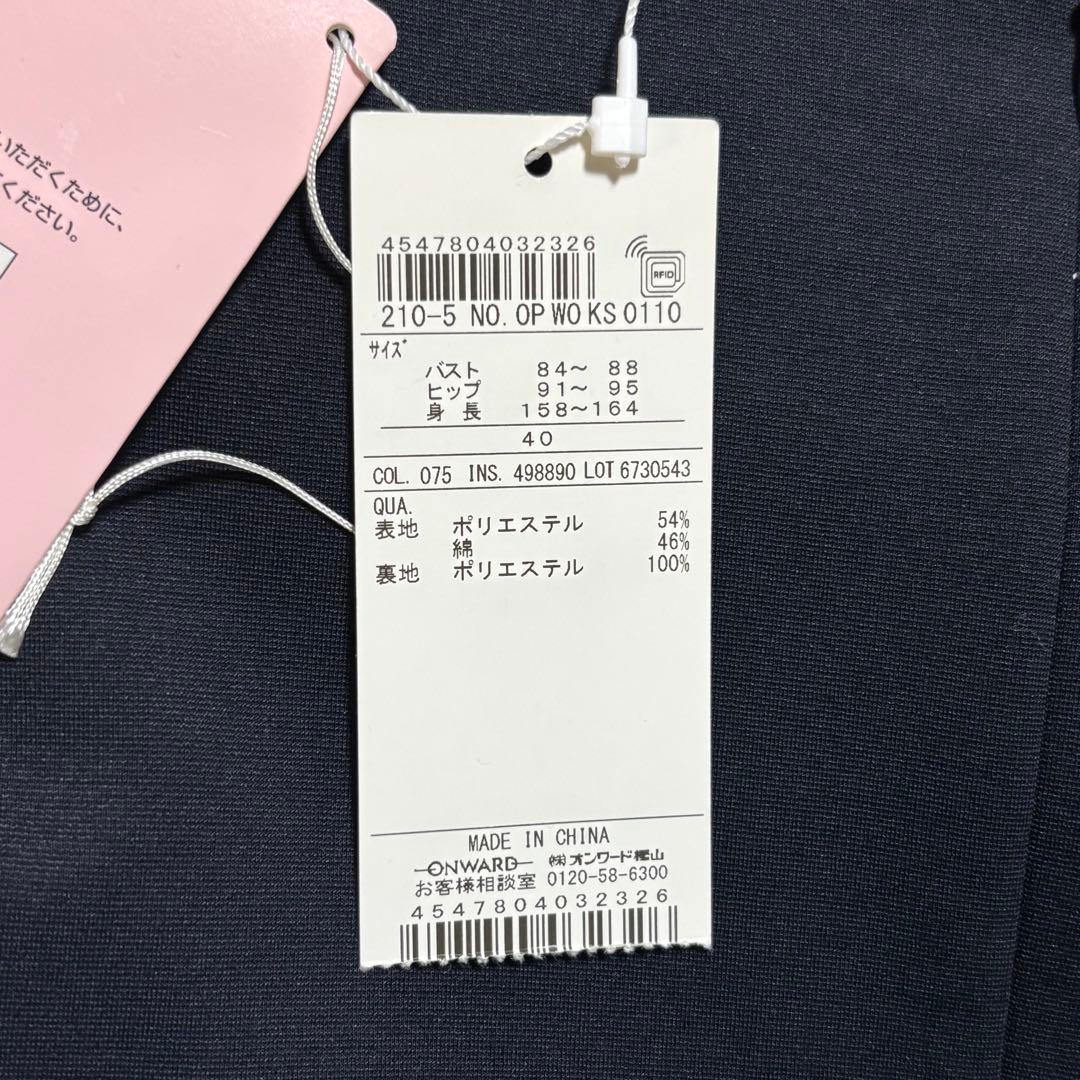 いただくために、
ください。
4547804032326
RFID
210-5 NO. OP WO KS 0110
サイズ
バスト 84～ 88
ヒップ 91～ 95
身長 158～164
40
COL. 075 INS. 498890 LOT 6730543
QUA.
表地 ポリエステル 54%
綿 46%
裏地 ポリエステル 100%
MADE IN CHINA
ONWARD ㈱オンワード樫山
お客様相談室 0120-58-6300
4547804032326